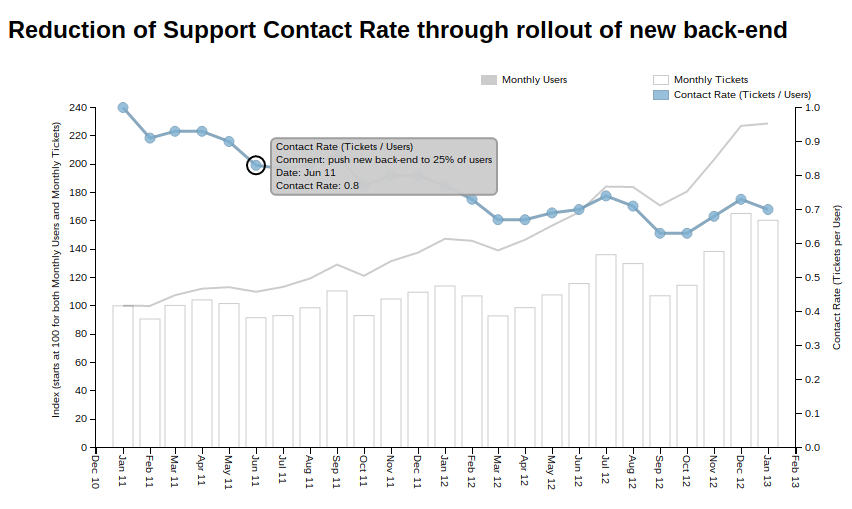 Reduction of Support Contact Rate through rollout of new back-end
Monthly Users
Monthly Tickets
Contact Rate (Tickets / Users)
Index (starts at 100 for both Monthly Users and Monthly Tickets)
240
220
200
180
160
140
120
100
80
60
40
20
0
Contact Rate (Tickets / Users)
Comment: push new back-end to 25% of users
Date: Jun 11
Contact Rate: 0.8
1.0
0.9
0.8
0.7
0.6
0.5
0.4
0.3
0.2
0.1
0.0
Contact Rate (Tickets per User)
Dec 10
Jan 11
Feb 11
Mar 11
Apr 11
May 11
Jun 11
Jul 11
Aug 11
Sep 11
Oct 11
Nov 11
Dec 11
Jan 12
Feb 12
Mar 12
Apr 12
May 12
Jun 12
Jul 12
Aug 12
Sep 12
Oct 12
Nov 12
Dec 12
Jan 13
Feb 13